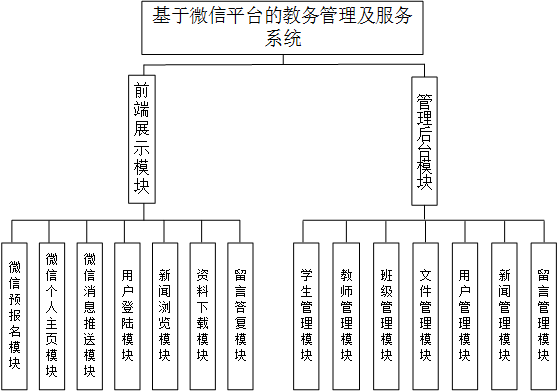 基于微信平台的教务管理及服务
系统
前端展示模块
管理后台模块
微信预报名模块
微信个人主页模块
微信消息推送模块
用户登陆模块
新闻浏览模块
资料下载模块
留言答复模块
学生管理模块
教师管理模块
班级管理模块
文件管理模块
用户管理模块
新闻管理模块
留言管理模块